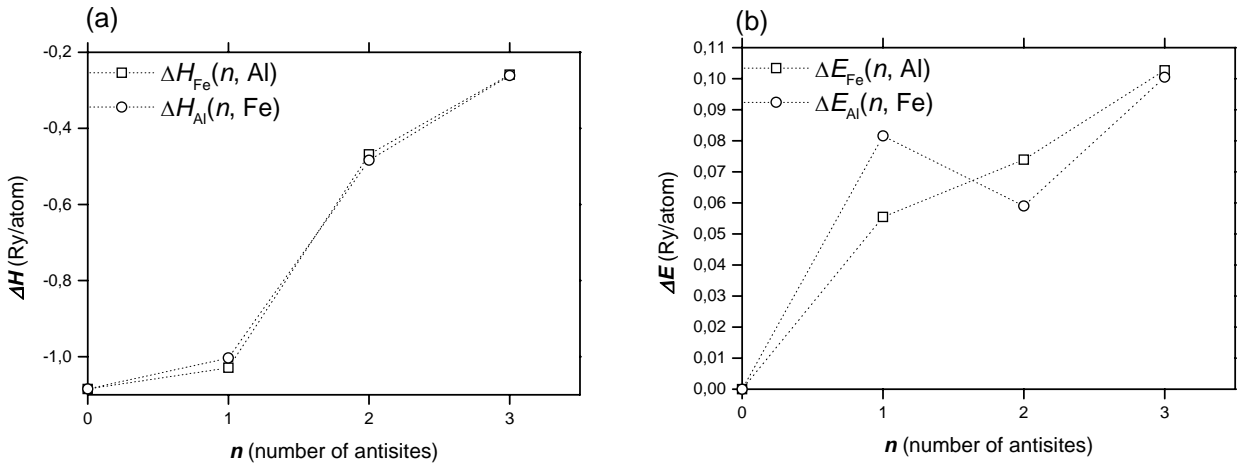 (a)
-0,2
-0,4
-0,6
-0,8
-1,0
ΔH (Ry/atom)
ΔH_Fe(n, Al)
ΔH_Al(n, Fe)
0 1 2 3
n (number of antisites)
(b)
0,11
0,10
0,09
0,08
0,07
0,06
0,05
0,04
0,03
0,02
0,01
0,00
ΔE (Ry/atom)
ΔE_Fe(n, Al)
ΔE_Al(n, Fe)
0 1 2 3
n (number of antisites)